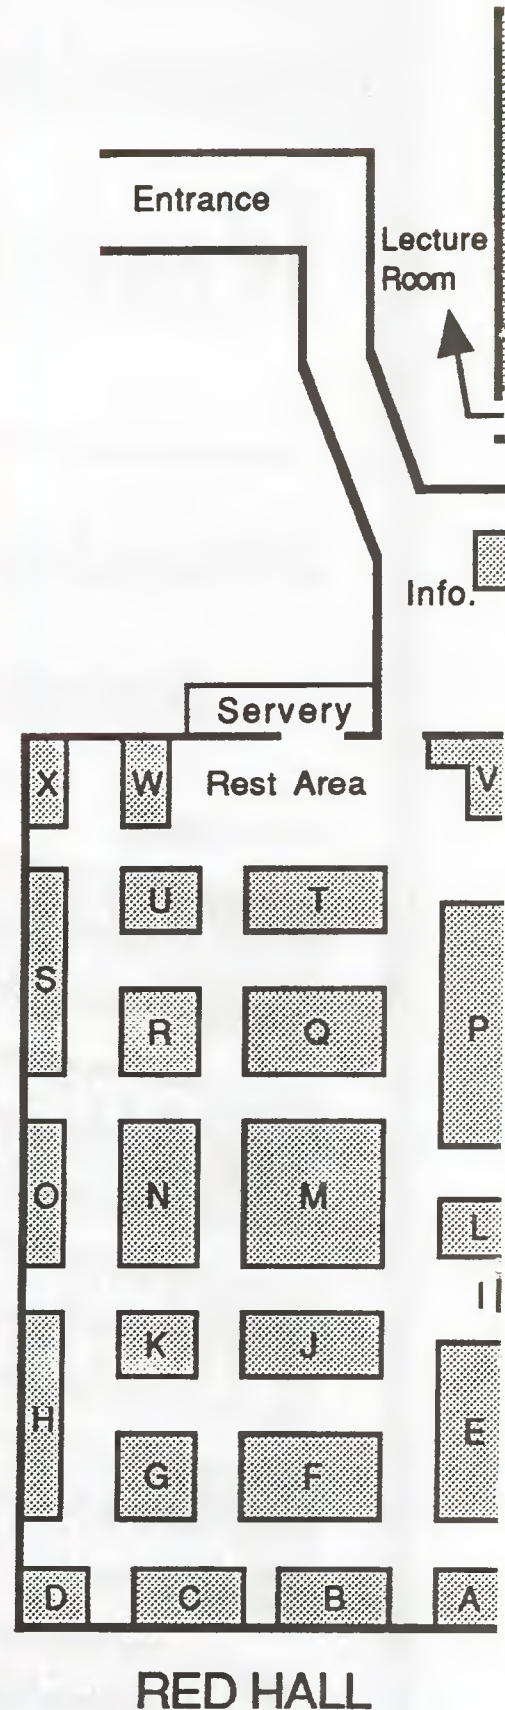 Entrance
Lecture
Room
Info.
Servery
X W Rest Area V
U T
S
R Q P
O N M L
K J
H E
G F
D C B A
RED HALL